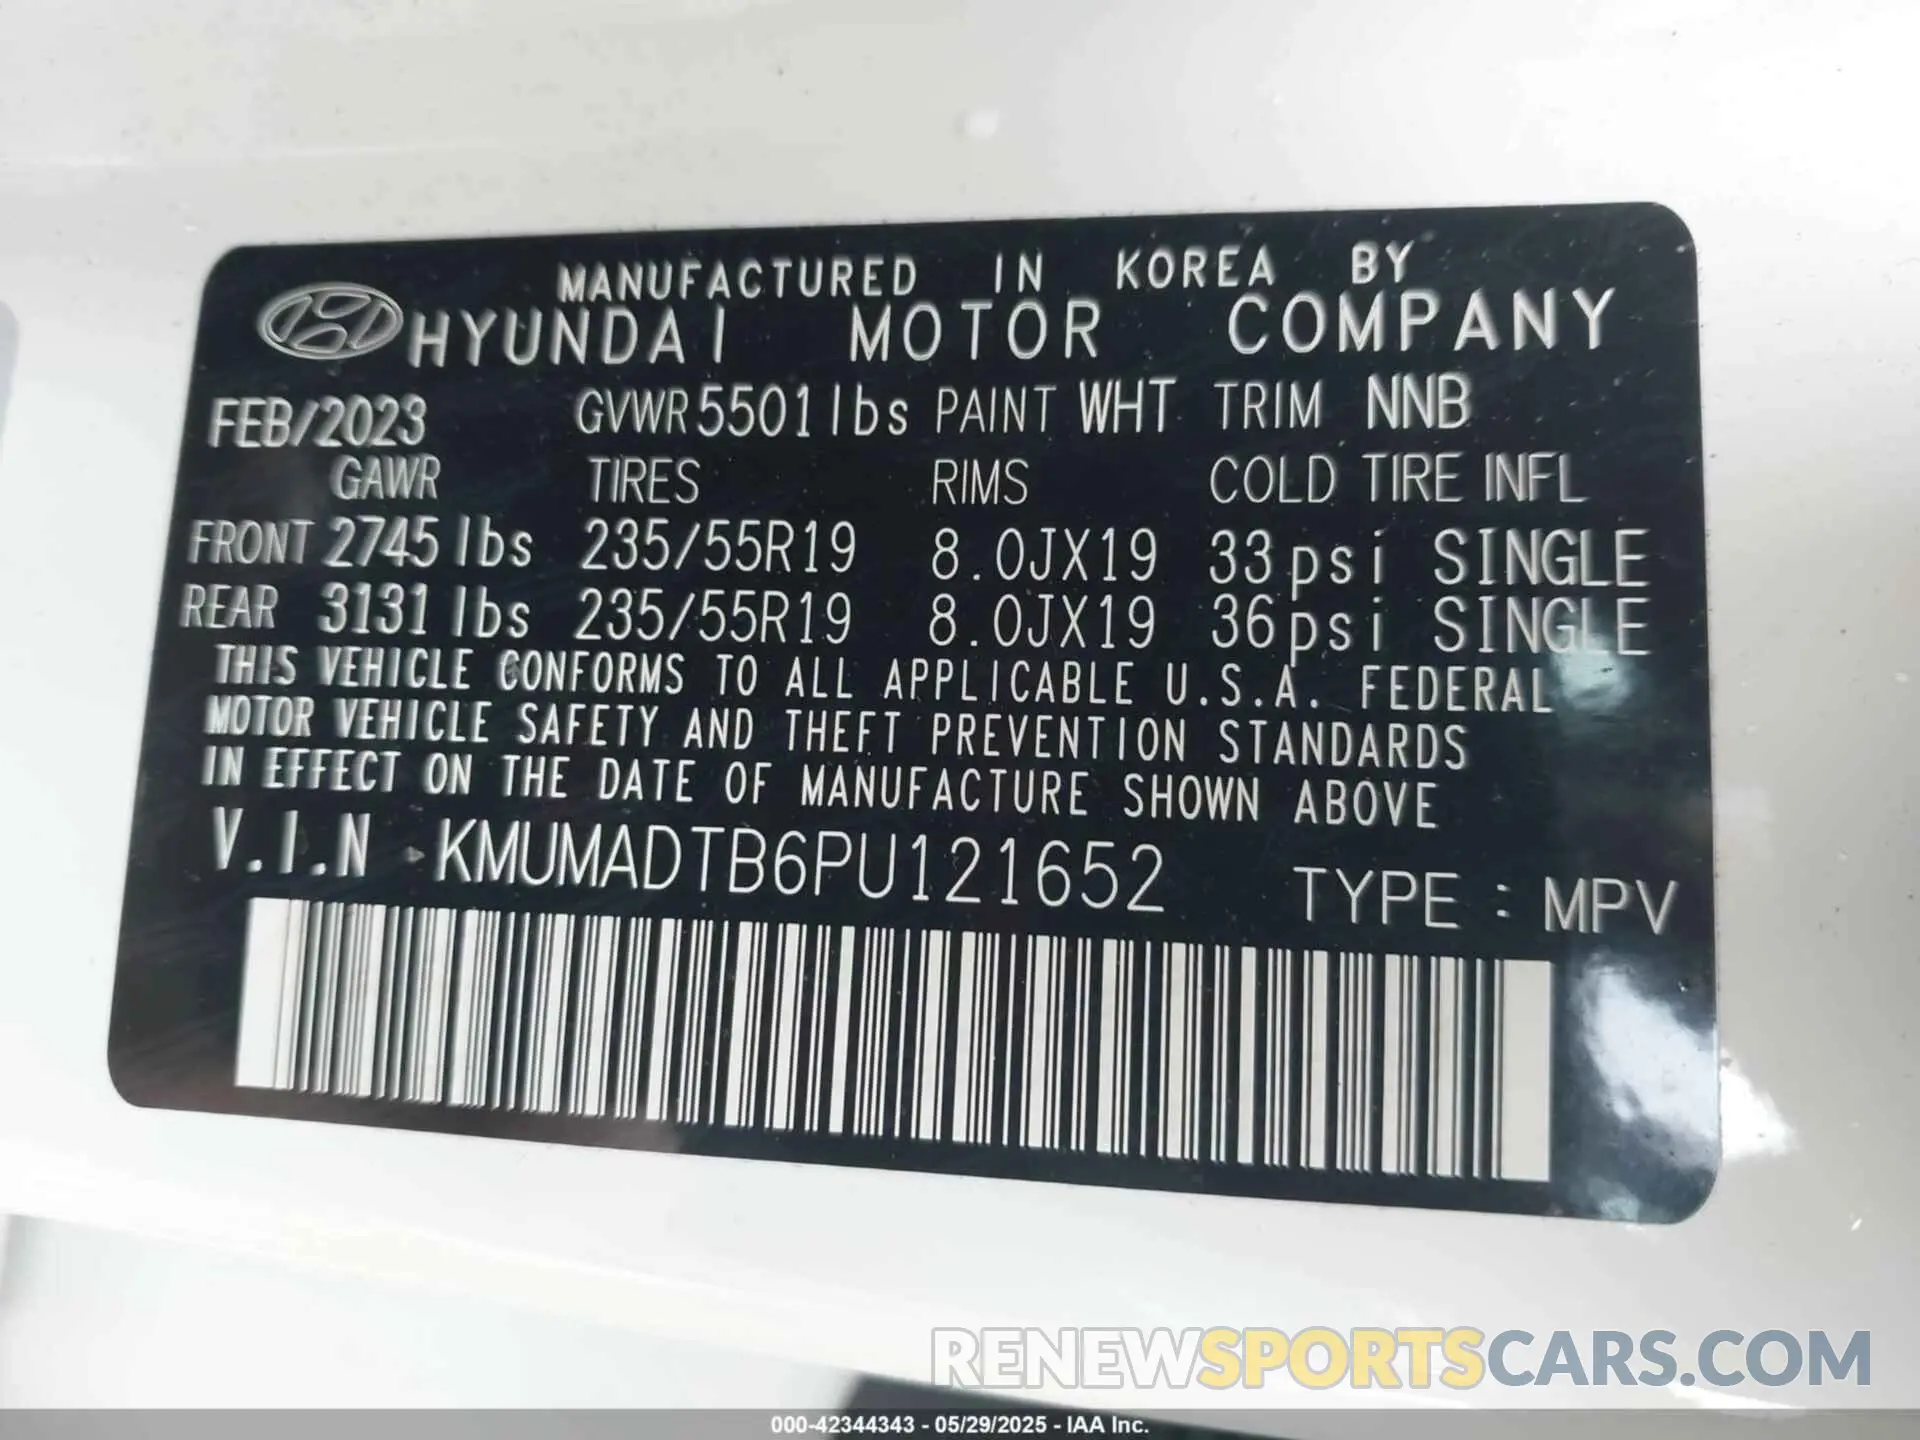 MANUFACTURED IN KOREA BY
HYUNDAI MOTOR COMPANY
FEB/2023 GVWR 5501 lbs PAINT WHT TRIM NNB
GAWR TIRES RIMS COLD TIRE INFL
FRONT 2745 lbs 235/55R19 8.0JX19 33psi SINGLE
REAR 3131 lbs 235/55R19 8.0JX19 36psi SINGLE
THIS VEHICLE CONFORMS TO ALL APPLICABLE U.S.A. FEDERAL
MOTOR VEHICLE SAFETY AND THEFT PREVENTION STANDARDS
IN EFFECT ON THE DATE OF MANUFACTURE SHOWN ABOVE
V.I.N KMUMADTB6PU121652 TYPE : MPV
RENEWSPORTSCARS.COM
000-42344343 - 05/29/2025 - IAA Inc.